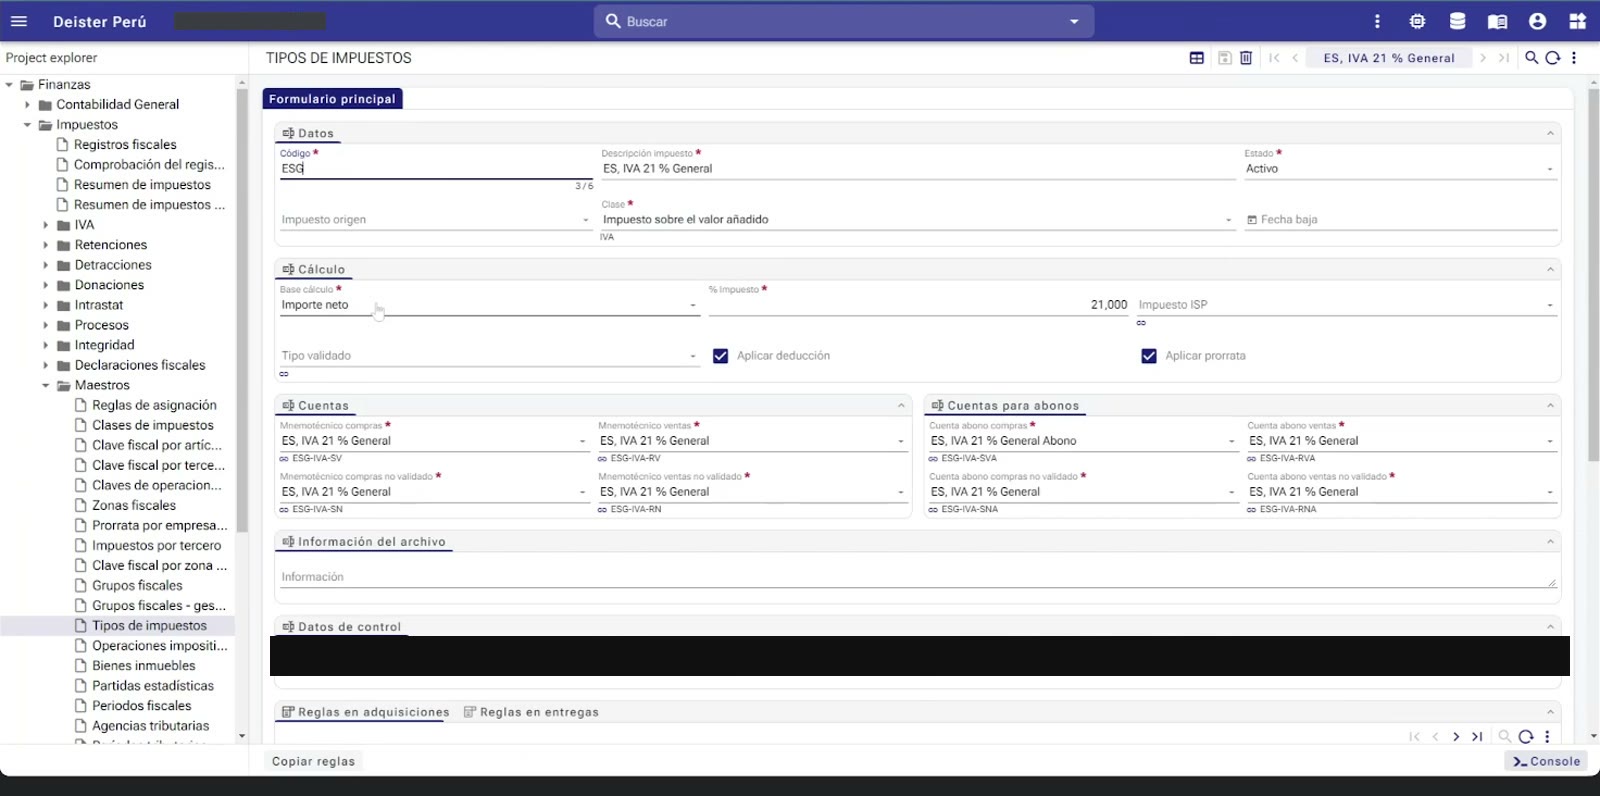 Deister Perú
Buscar
Project explorer
TIPOS DE IMPUESTOS
ES, IVA 21 % General
Finanzas
Contabilidad General
Impuestos
Registros fiscales
Comprobación del regis...
Resumen de impuestos
Resumen de impuestos ...
IVA
Retenciones
Detracciones
Donaciones
Intrastat
Procesos
Integridad
Declaraciones fiscales
Maestros
Reglas de asignación
Clases de impuestos
Clave fiscal por artíc...
Clave fiscal por terce...
Claves de operacion...
Zonas fiscales
Prorrata por empresa...
Impuestos por tercero
Clave fiscal por zona ...
Grupos fiscales
Grupos fiscales - ges...
Tipos de impuestos
Operaciones impositi...
Bienes inmuebles
Partidas estadísticas
Periodos fiscales
Agencias tributarias
Formulario principal
Datos
Código * Descripción impuesto * Estado *
ESG ES, IVA 21 % General Activo
3 / 6
Clase *
Impuesto origen Impuesto sobre el valor añadido Fecha baja
IVA
Cálculo
Base cálculo * % Impuesto *
Importe neto 21,000 Impuesto ISP
Tipo validado Aplicar deducción Aplicar prorrata
Cuentas Cuentas para abonos
Mnemotécnico compras * Mnemotécnico ventas * Cuenta abono compras * Cuenta abono ventas *
ES, IVA 21 % General ES, IVA 21 % General ES, IVA 21 % General Abono ES, IVA 21 % General
ESG-IVA-SV ESG-IVA-RV ESG-IVA-SVA ESG-IVA-RVA
Mnemotécnico compras no validado * Mnemotécnico ventas no validado * Cuenta abono compras no validado * Cuenta abono ventas no validado *
ES, IVA 21 % General ES, IVA 21 % General ES, IVA 21 % General ES, IVA 21 % General
ESG-IVA-SN ESG-IVA-RN ESG-IVA-SNA ESG-IVA-RNA
Información del archivo
Información
Datos de control
Reglas en adquisiciones Reglas en entregas
Copiar reglas
Console